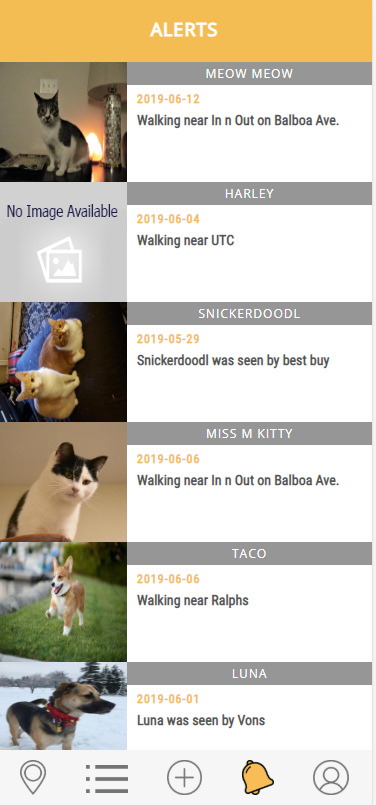 ALERTS
MEOW MEOW
2019-06-12
Walking near In n Out on Balboa Ave.
HARLEY
No Image Available
2019-06-04
Walking near UTC
SNICKERDOODL
2019-05-29
Snickerdoodl was seen by best buy
MISS M KITTY
2019-06-06
Walking near In n Out on Balboa Ave.
TACO
2019-06-06
Walking near Ralphs
LUNA
2019-06-01
Luna was seen by Vons